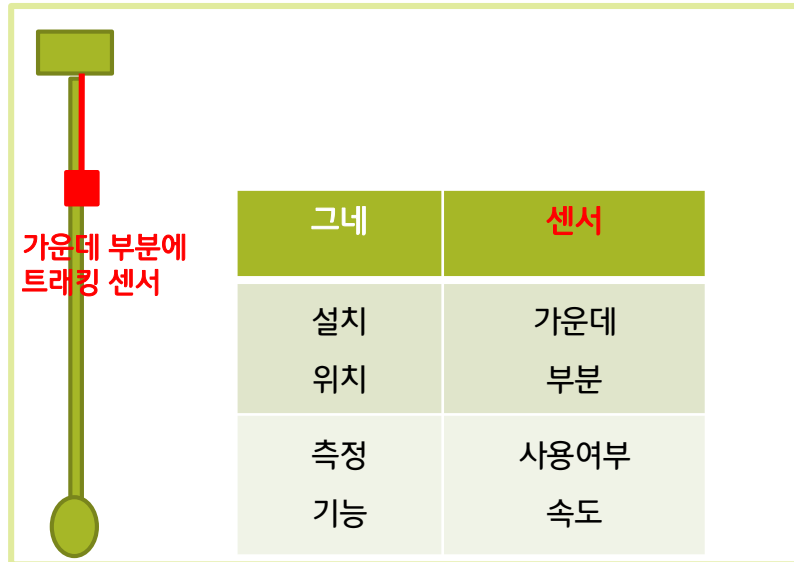 가운데 부분에
트래킹 센서
그네 센서
설치 가운데
위치 부분
측정 사용여부
기능 속도